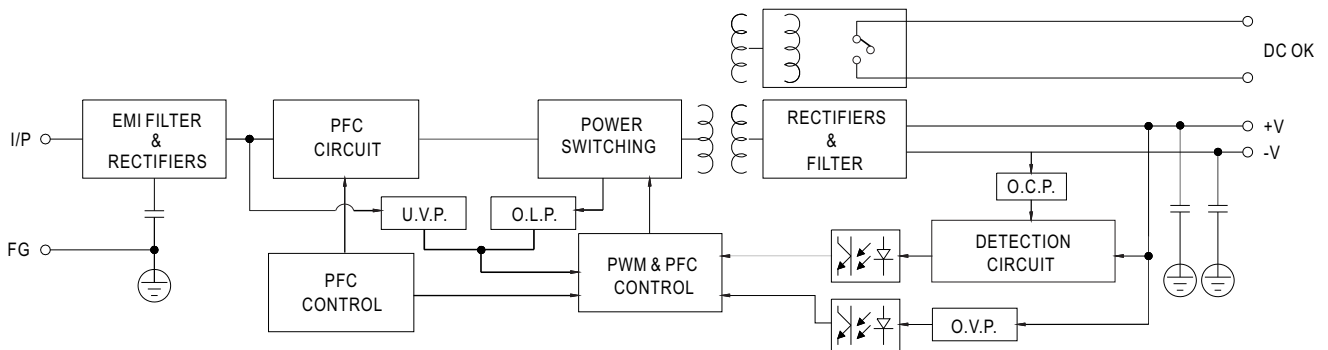 DC OK
I/P
EMI FILTER
&
RECTIFIERS
PFC
CIRCUIT
POWER
SWITCHING
RECTIFIERS
&
FILTER
+V
-V
O.C.P.
U.V.P.
O.L.P.
FG
PFC
CONTROL
PWM & PFC
CONTROL
DETECTION
CIRCUIT
O.V.P.